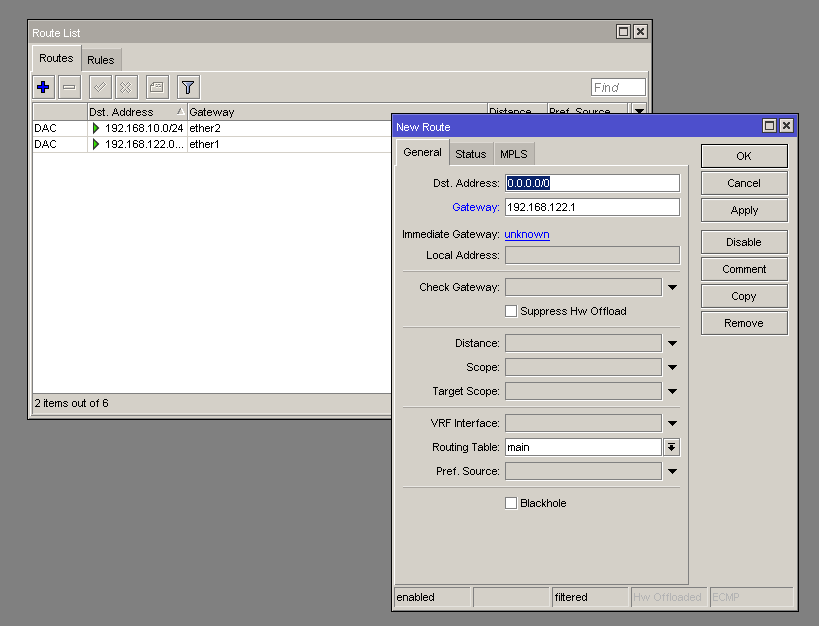 Route List
Routes Rules
Find
Dst. Address Gateway Distance Pref. Source
DAC 192.168.10.0/24 ether2
DAC 192.168.122.0... ether1
2 items out of 6
New Route
General Status MPLS
Dst. Address: 0.0.0.0/0
Gateway: 192.168.122.1
Immediate Gateway: unknown
Local Address:
Check Gateway:
Suppress Hw Offload
Distance:
Scope:
Target Scope:
VRF Interface:
Routing Table: main
Pref. Source:
Blackhole
OK
Cancel
Apply
Disable
Comment
Copy
Remove
enabled filtered Hw Offloaded ECMP